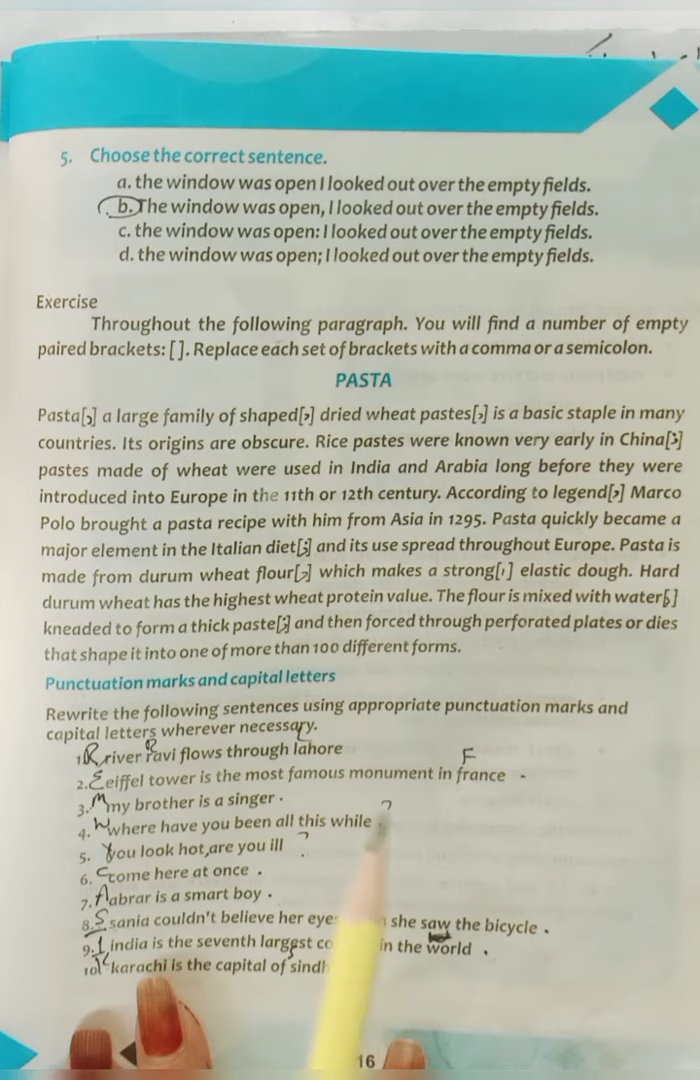 5. Choose the correct sentence.
a. the window was open I looked out over the empty fields.
b. The window was open, I looked out over the empty fields.
c. the window was open: I looked out over the empty fields.
d. the window was open; I looked out over the empty fields.
Exercise
Throughout the following paragraph. You will find a number of empty
paired brackets: [ ]. Replace each set of brackets with a comma or a semicolon.
PASTA
Pasta[,] a large family of shaped[,] dried wheat pastes[,] is a basic staple in many
countries. Its origins are obscure. Rice pastes were known very early in China[;]
pastes made of wheat were used in India and Arabia long before they were
introduced into Europe in the 11th or 12th century. According to legend[,] Marco
Polo brought a pasta recipe with him from Asia in 1295. Pasta quickly became a
major element in the Italian diet[;] and its use spread throughout Europe. Pasta is
made from durum wheat flour[,] which makes a strong[,] elastic dough. Hard
durum wheat has the highest wheat protein value. The flour is mixed with water[;]
kneaded to form a thick paste[;] and then forced through perforated plates or dies
that shape it into one of more than 100 different forms.
Punctuation marks and capital letters
Rewrite the following sentences using appropriate punctuation marks and
capital letters wherever necessary.
1. R river R ravi flows through L lahore
2. E eiffel tower is the most famous monument in F france .
3. M my brother is a singer .
4. W where have you been all this while ?
5. You look hot, are you ill ?
6. C come here at once .
7. A abrar is a smart boy .
8. S sania couldn't believe her she saw the bicycle .
9. I india is the seventh largest in the world .
10. K karachi is the capital of S
16